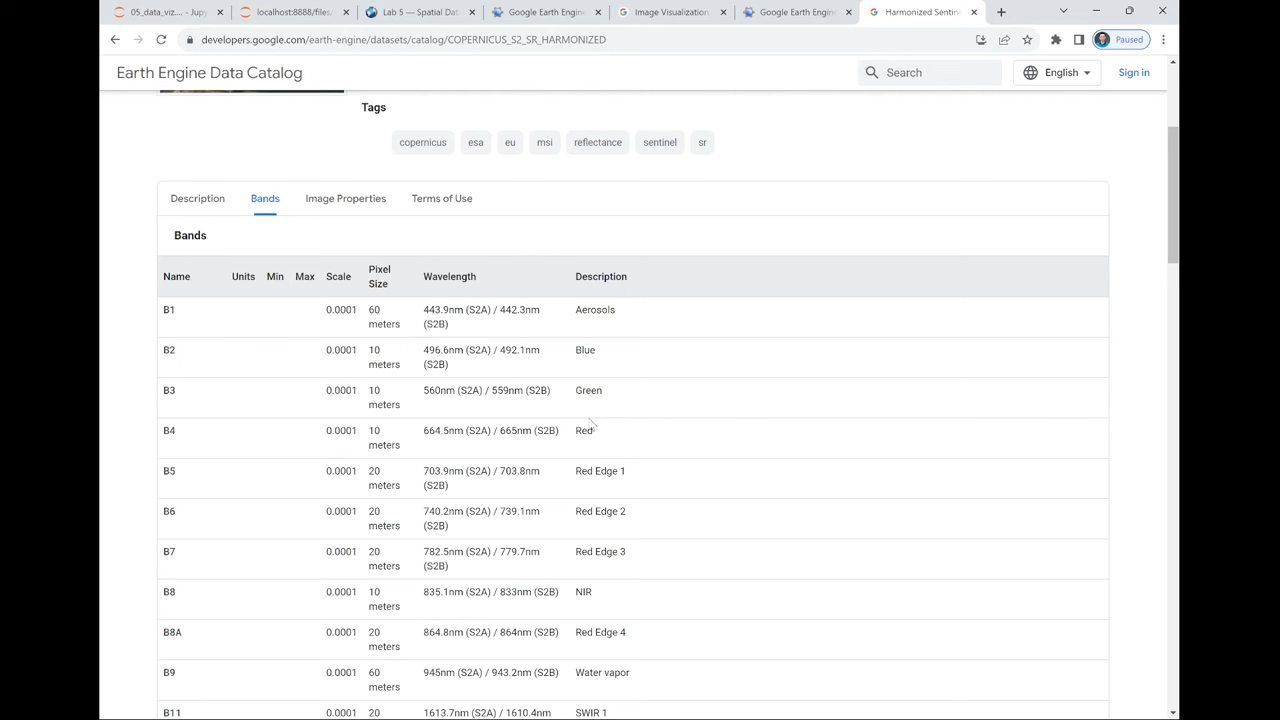 05_data_viz.... - Jupy
localhost:8888/files/
Lab 5 — Spatial Dat
Google Earth Engin
Image Visualization
Google Earth Engin
Harmonized Sentin
developers.google.com/earth-engine/datasets/catalog/COPERNICUS_S2_SR_HARMONIZED
Paused
Earth Engine Data Catalog
Search
English
Sign in
Tags
copernicus esa eu msi reflectance sentinel sr
Description Bands Image Properties Terms of Use
Bands
Name Units Min Max Scale Pixel Size Wavelength Description
B1 0.0001 60 meters 443.9nm (S2A) / 442.3nm (S2B) Aerosols
B2 0.0001 10 meters 496.6nm (S2A) / 492.1nm (S2B) Blue
B3 0.0001 10 meters 560nm (S2A) / 559nm (S2B) Green
B4 0.0001 10 meters 664.5nm (S2A) / 665nm (S2B) Red
B5 0.0001 20 meters 703.9nm (S2A) / 703.8nm (S2B) Red Edge 1
B6 0.0001 20 meters 740.2nm (S2A) / 739.1nm (S2B) Red Edge 2
B7 0.0001 20 meters 782.5nm (S2A) / 779.7nm (S2B) Red Edge 3
B8 0.0001 10 meters 835.1nm (S2A) / 833nm (S2B) NIR
B8A 0.0001 20 meters 864.8nm (S2A) / 864nm (S2B) Red Edge 4
B9 0.0001 60 meters 945nm (S2A) / 943.2nm (S2B) Water vapor
B11 0.0001 20 1613.7nm (S2A) / 1610.4nm SWIR 1